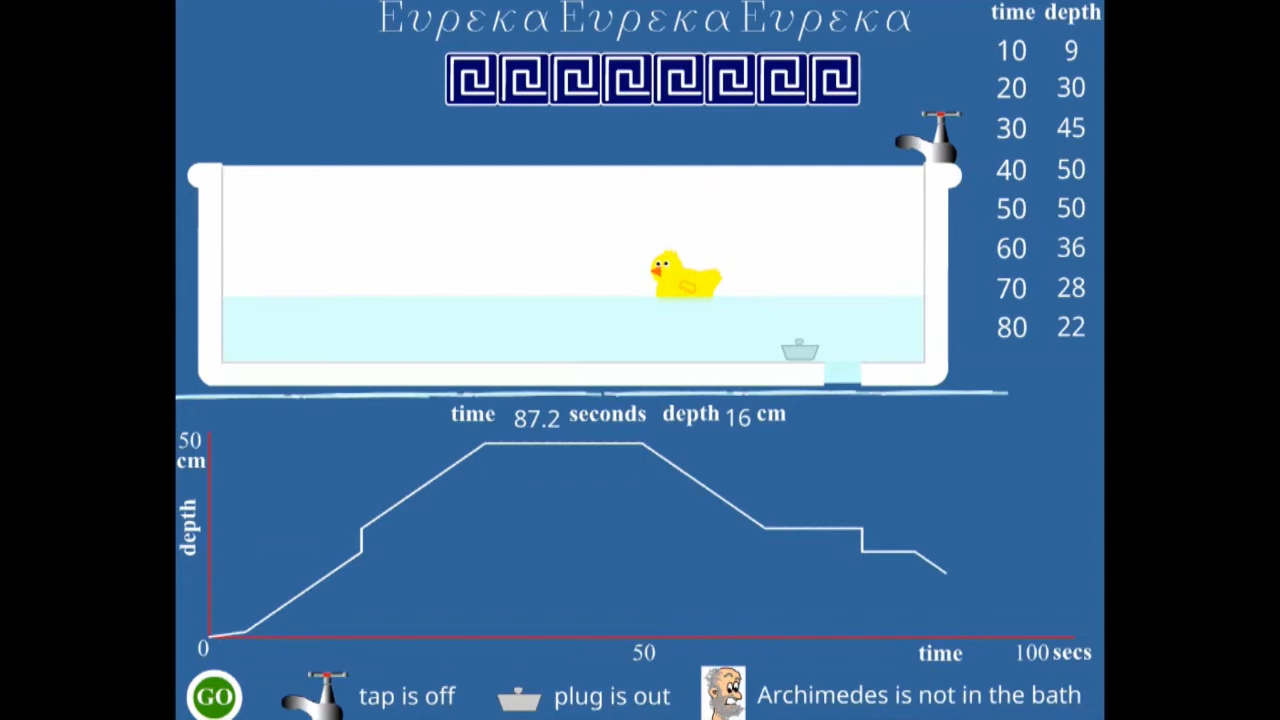 Ευρεκα Ευρεκα Ευρεκα
time depth
10 9
20 30
30 45
40 50
50 50
60 36
70 28
80 22
time 87.2 seconds depth 16 cm
50
cm
depth
0
50
time
100 secs
GO
tap is off
plug is out
Archimedes is not in the bath